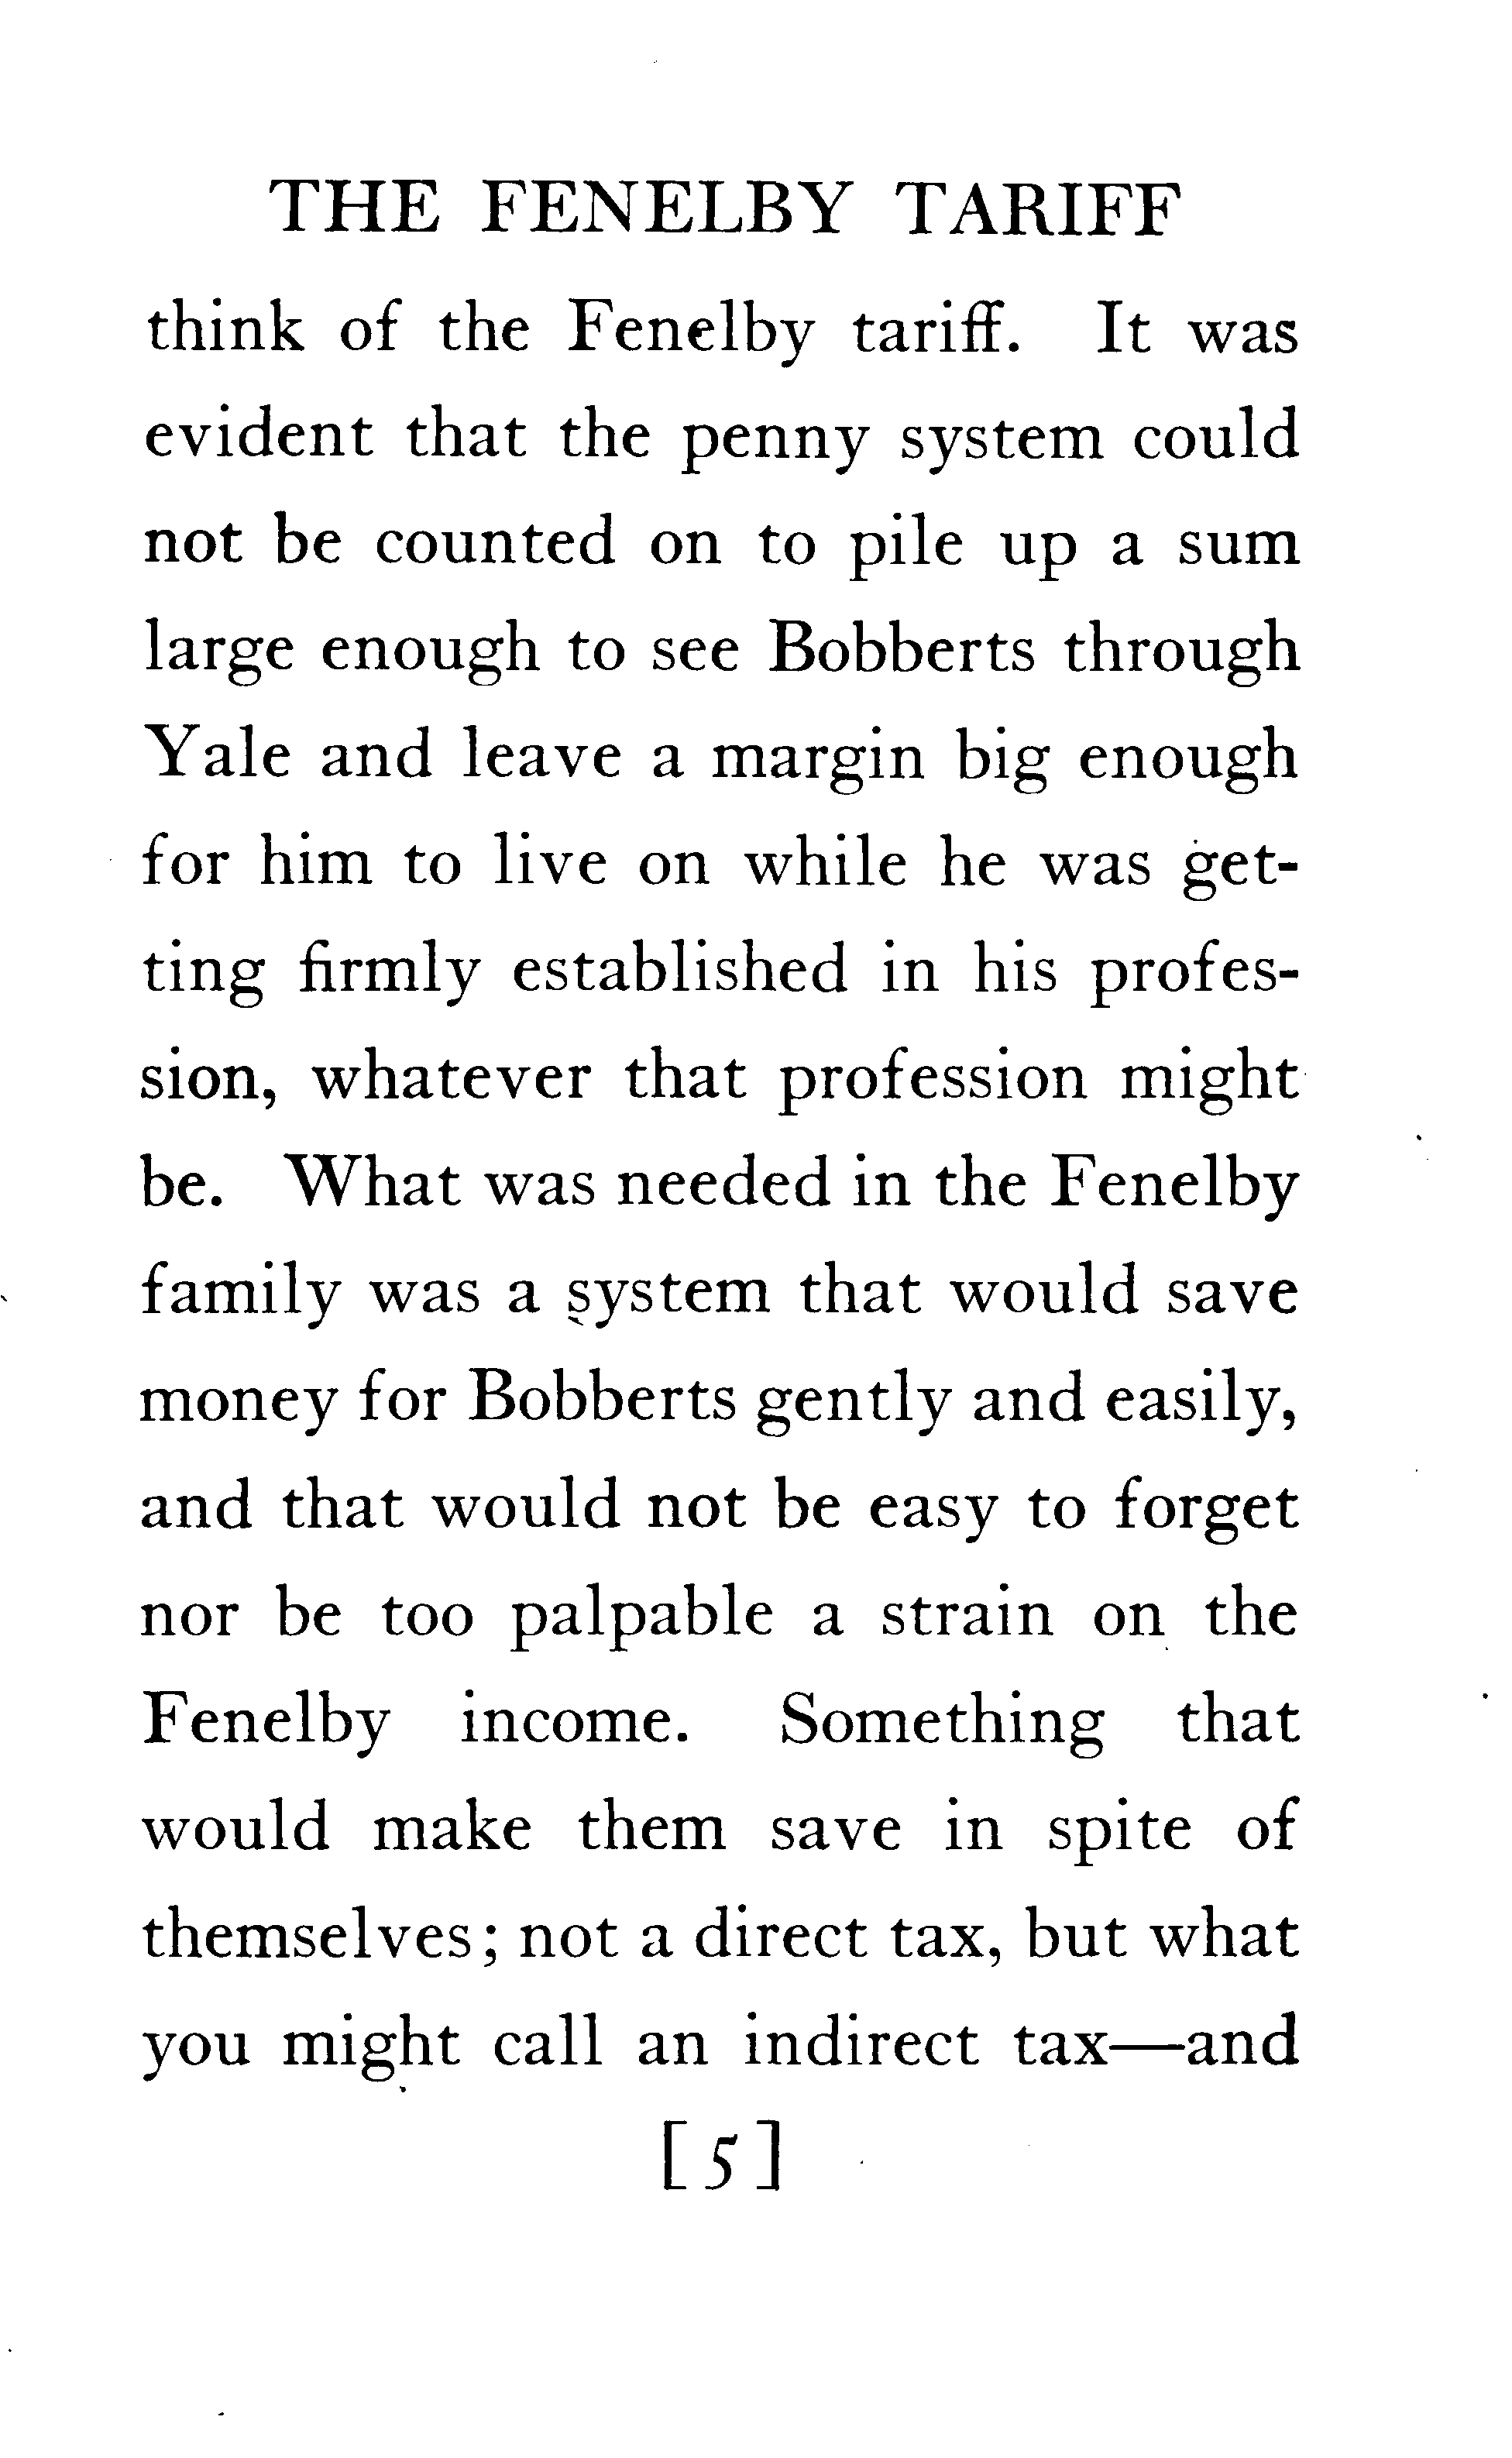 THE FENELBY TARIFF
think of the Fenelby tariff. It was
evident that the penny system could
not be counted on to pile up a sum
large enough to see Bobberts through
Yale and leave a margin big enough
for him to live on while he was get-
ting firmly established in his profes-
sion, whatever that profession might
be. What was needed in the Fenelby
family was a system that would save
money for Bobberts gently and easily,
and that would not be easy to forget
nor be too palpable a strain on the
Fenelby income. Something that
would make them save in spite of
themselves; not a direct tax, but what
you might call an indirect tax—and
[5]